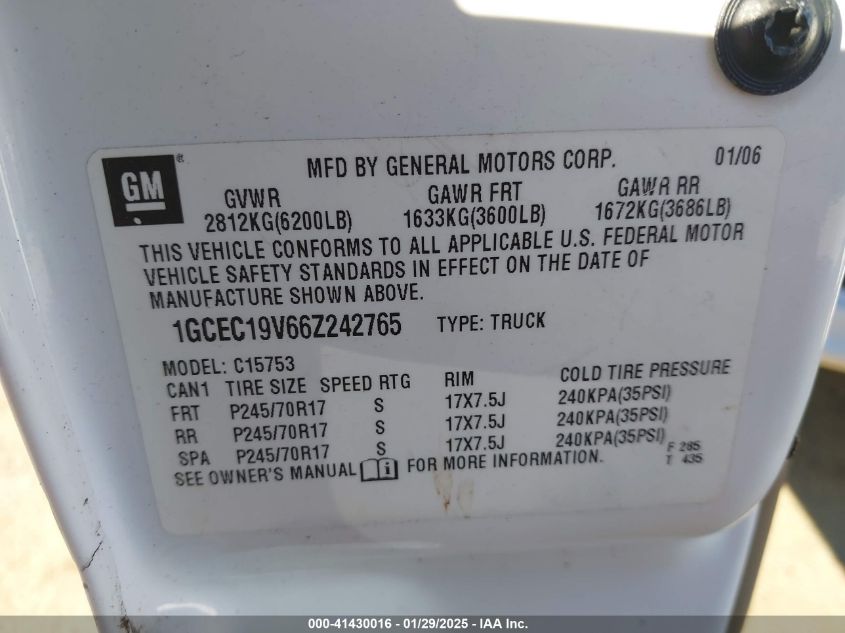 GM ®
MFD BY GENERAL MOTORS CORP. 01/06
GVWR GAWR FRT GAWR RR
2812KG(6200LB) 1633KG(3600LB) 1672KG(3686LB)
THIS VEHICLE CONFORMS TO ALL APPLICABLE U.S. FEDERAL MOTOR
VEHICLE SAFETY STANDARDS IN EFFECT ON THE DATE OF
MANUFACTURE SHOWN ABOVE.
1GCEC19V66Z242765 TYPE: TRUCK
MODEL: C15753
CAN1 TIRE SIZE SPEED RTG RIM COLD TIRE PRESSURE
FRT P245/70R17 S 17X7.5J 240KPA(35PSI)
RR P245/70R17 S 17X7.5J 240KPA(35PSI)
SPA P245/70R17 S 17X7.5J 240KPA(35PSI)
SEE OWNER'S MANUAL FOR MORE INFORMATION.
F 285
T 435
000-41430016 - 01/29/2025 - IAA Inc.